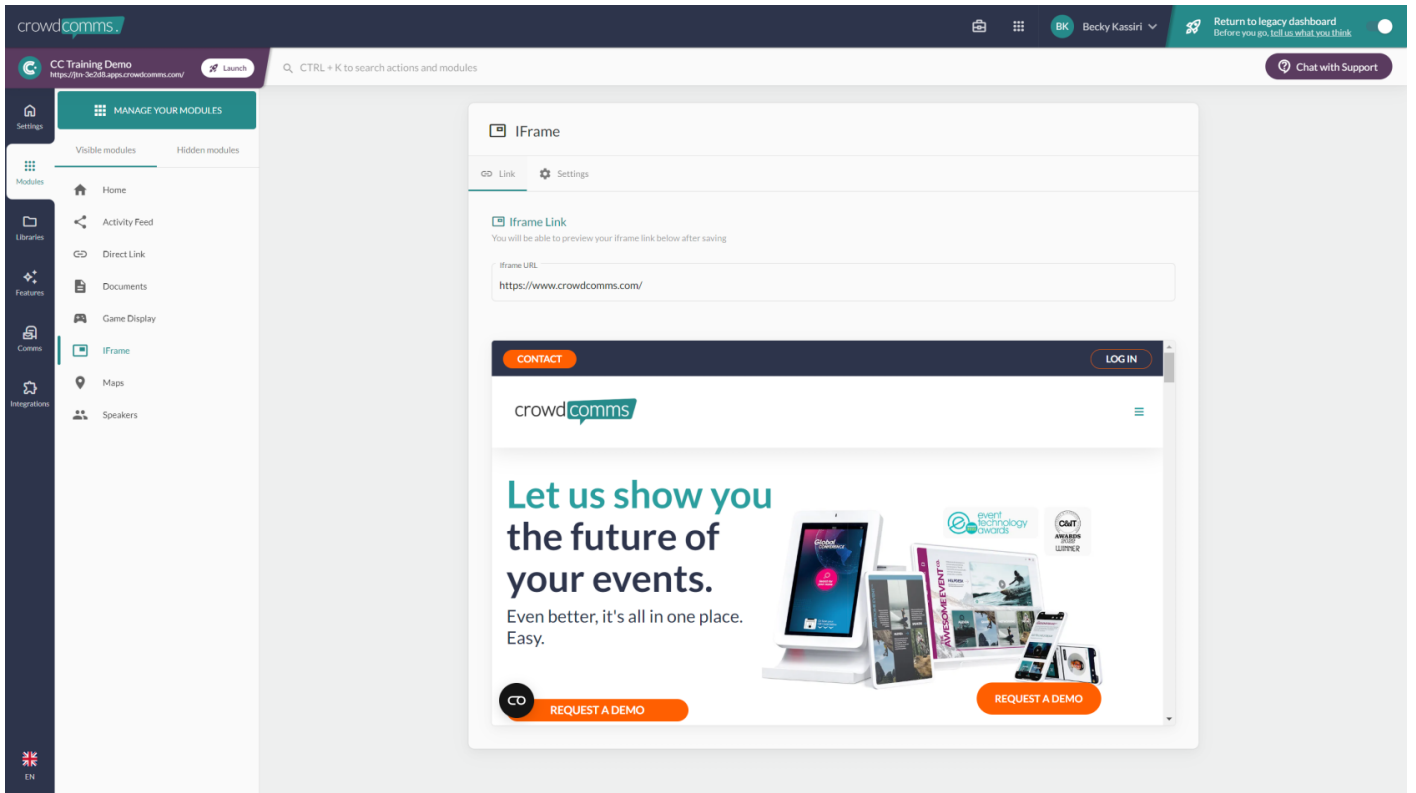 crowdcomms.
BK Becky Kassiri
Return to legacy dashboard
Before you go, tell us what you think
CC Training Demo
https://jtn-3e2d8.apps.crowdcomms.com/
Launch
CTRL + K to search actions and modules
Chat with Support
Settings
Modules
Libraries
Features
Comms
Integrations
EN
MANAGE YOUR MODULES
Visible modules Hidden modules
Home
Activity Feed
Direct Link
Documents
Game Display
IFrame
Maps
Speakers
IFrame
Link Settings
Iframe Link
You will be able to preview your iframe link below after saving
Iframe URL
https://www.crowdcomms.com/
CONTACT LOG IN
crowdcomms
Let us show you
the future of
your events.
Even better, it's all in one place.
Easy.
REQUEST A DEMO
event
technology
awards
C&IT
AWARDS
WINNER
Global
CONFERENCE
AWESOME EVENT
REQUEST A DEMO